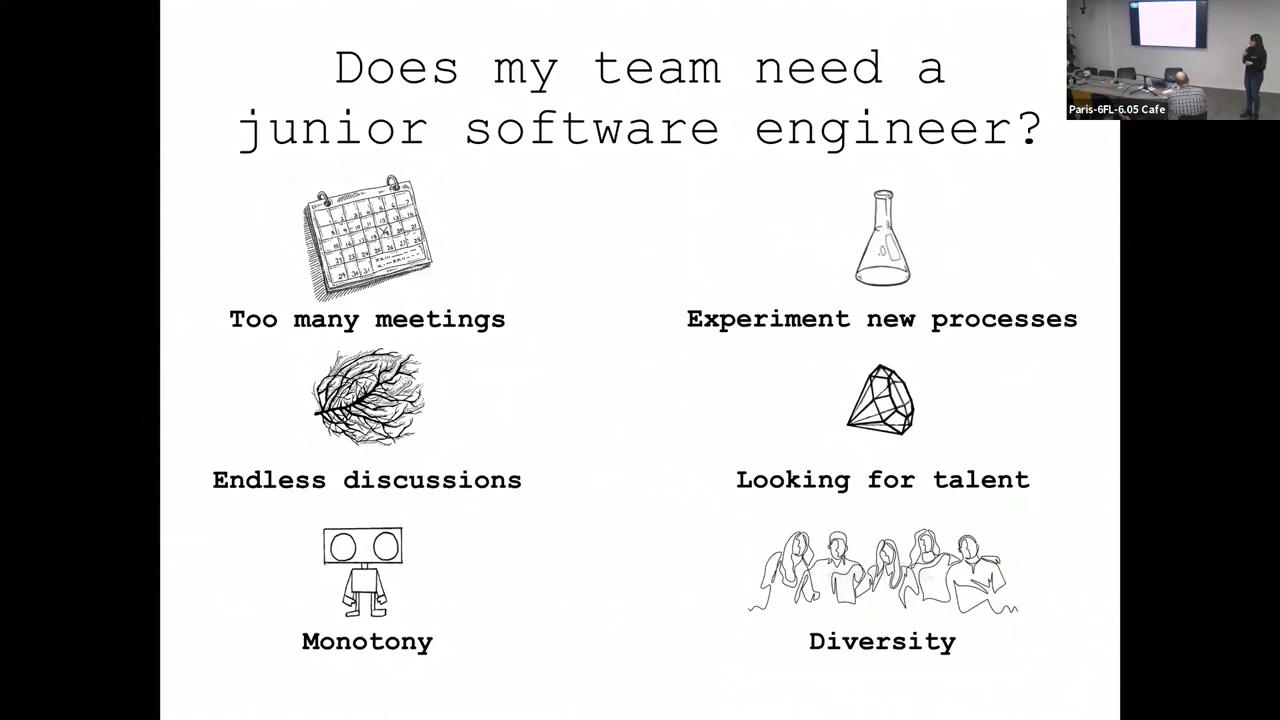 Does my team need a
junior software engineer?
Too many meetings
Experiment new processes
Endless discussions
Looking for talent
Monotony
Diversity
Paris-6FL-6.05 Cafe